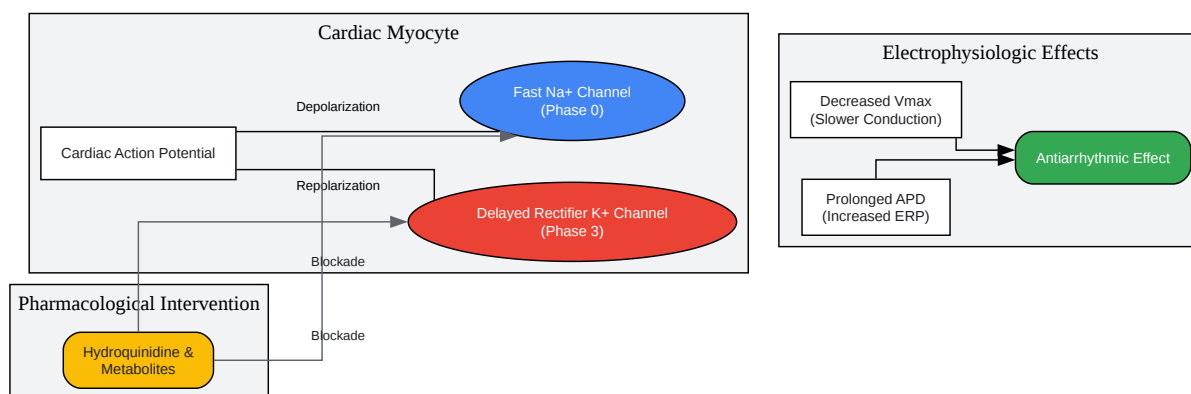 Cardiac Myocyte
Fast Na+ Channel
(Phase 0)
Depolarization
Cardiac Action Potential
Repolarization
Delayed Rectifier K+ Channel
(Phase 3)
Blockade
Pharmacological Intervention
Blockade
Hydroquinidine &
Metabolites
Electrophysiologic Effects
Decreased Vmax
(Slower Conduction)
Antiarrhythmic Effect
Prolonged APD
(Increased ERP)